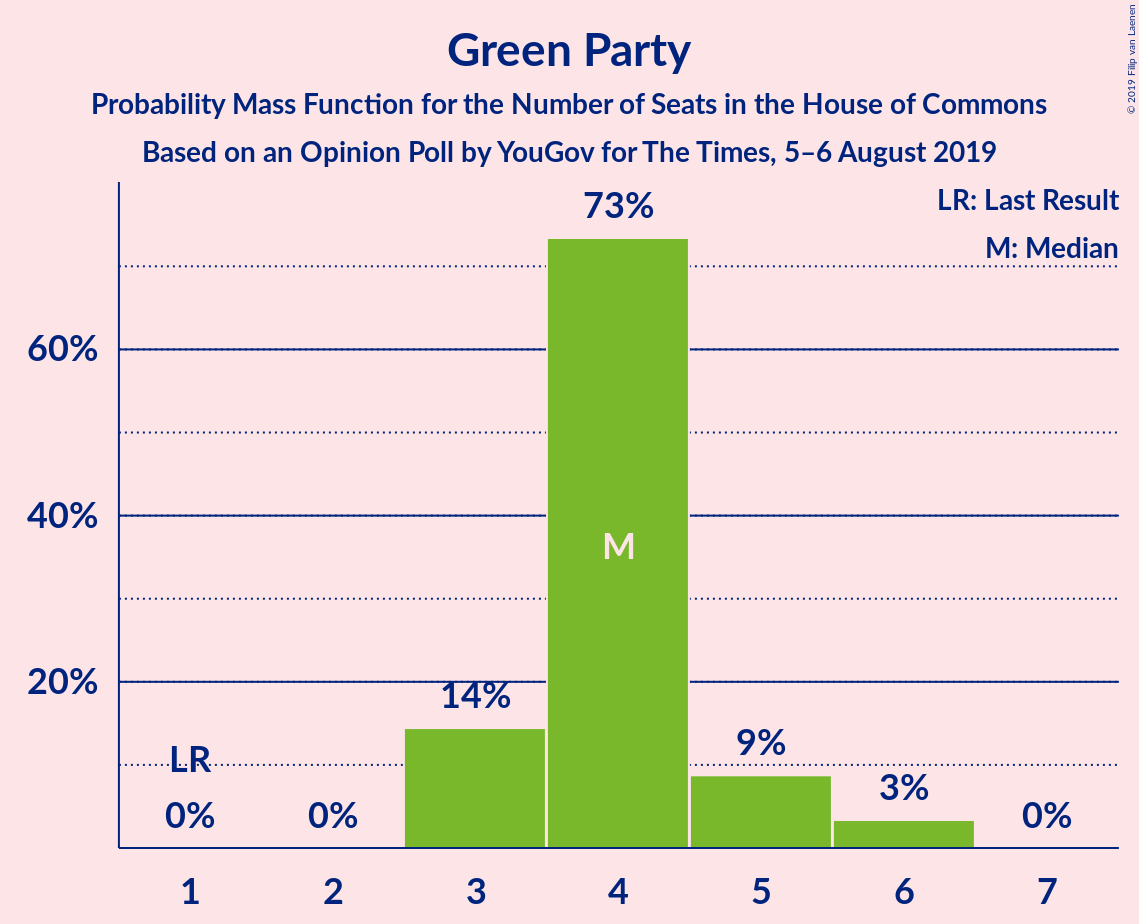 Green Party
Probability Mass Function for the Number of Seats in the House of Commons
Based on an Opinion Poll by YouGov for The Times, 5–6 August 2019
© 2019 Filip van Laenen
LR: Last Result
M: Median
73%
60%
40%
M
20%
14%
9%
LR
3%
0%
0%
0%
1
2
3
4
5
6
7